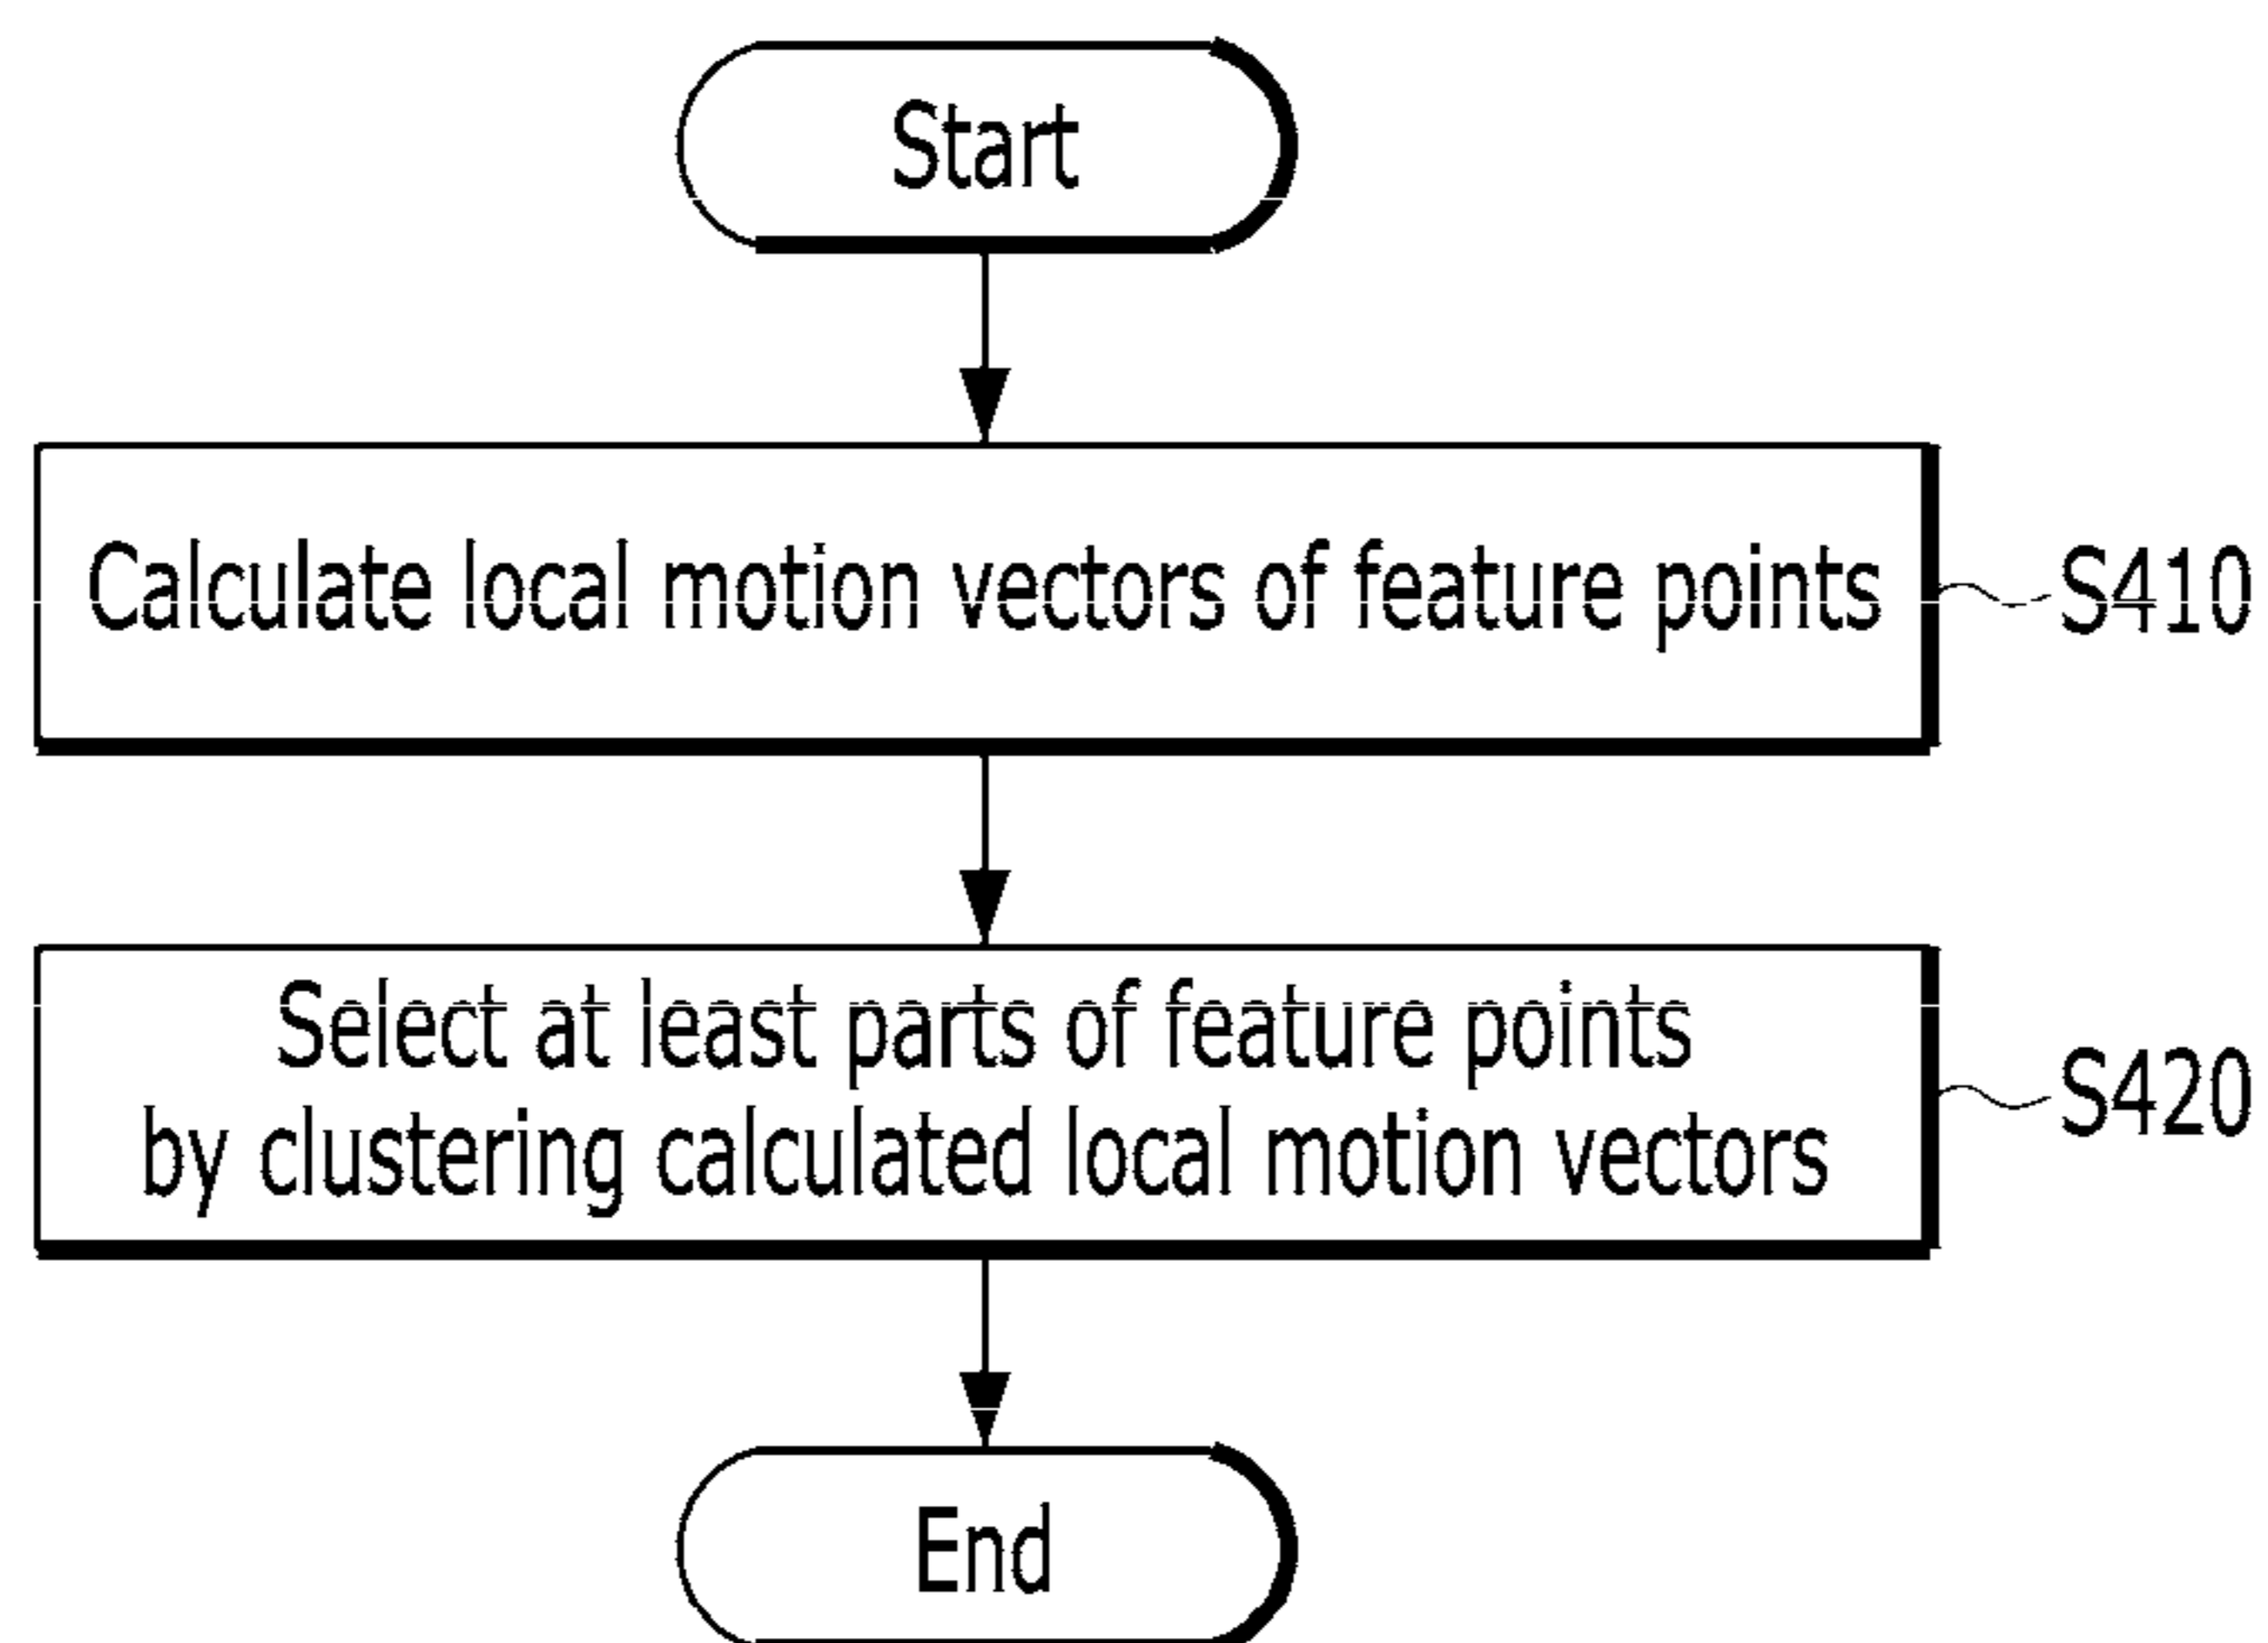 Start
Calculate local motion vectors of feature points
S410
Select at least parts of feature points
by clustering calculated local motion vectors
S420
End